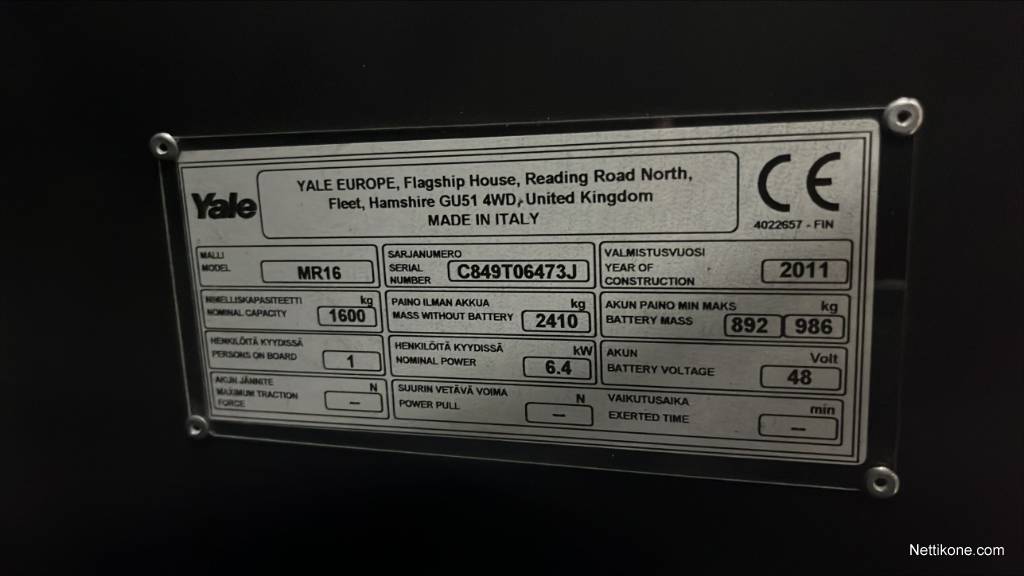 Yale
YALE EUROPE, Flagship House, Reading Road North,
Fleet, Hamshire GU51 4WD, United Kingdom
MADE IN ITALY
CE
4022657 - FIN
MALLI
MODEL
MR16
SARJANUMERO
SERIAL
NUMBER
C849T06473J
VALMISTUSVUOSI
YEAR OF
CONSTRUCTION
2011
NIMELLISKAPASITEETTI kg
NOMINAL CAPACITY 1600
PAINO ILMAN AKKUA kg
MASS WITHOUT BATTERY 2410
AKUN PAINO MIN MAKS kg
BATTERY MASS 892 986
HENKILÖITÄ KYYDISSÄ
PERSONS ON BOARD 1
HENKILÖITÄ KYYDISSÄ kW
NOMINAL POWER 6.4
AKUN Volt
BATTERY VOLTAGE 48
AKUN JÄNNITE N
MAXIMUM TRACTION
FORCE --
SUURIN VETÄVÄ VOIMA N
POWER PULL --
VAIKUTUSAIKA min
EXERTED TIME --
Nettikone.com